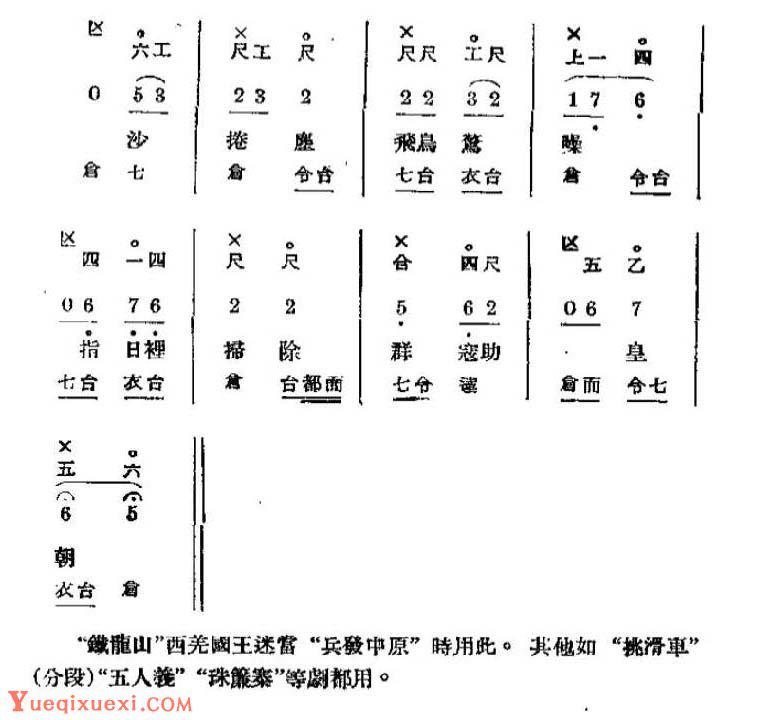 区 。 × 。 × 。 × 。
六工 尺工 尺 尺尺 工尺 上一 四
0 5 3 2 3 2 2 2 3 2 1 7 6
沙 捲 塵 飛鳥 驚 噪
倉 七 倉 令台 七台 衣台 倉 令台
区 。 × 。 × 。 区 。
四 一四 尺 尺 合 四尺 五 乙
0 6 7 6 2 2 5 6 2 0 6 7
指 日裡 掃 除 群 寇助 皇
七台 衣台 倉 台都而 七令 倉而 令七
× 。
五 六
6 5
朝
衣台 倉
“鐵龍山”西羌國王迷當“兵發中原”時用此。其他如“挑滑車”
(分段)“五人義”“珠簾寨”等劇都用。
Yueqixuexi.com